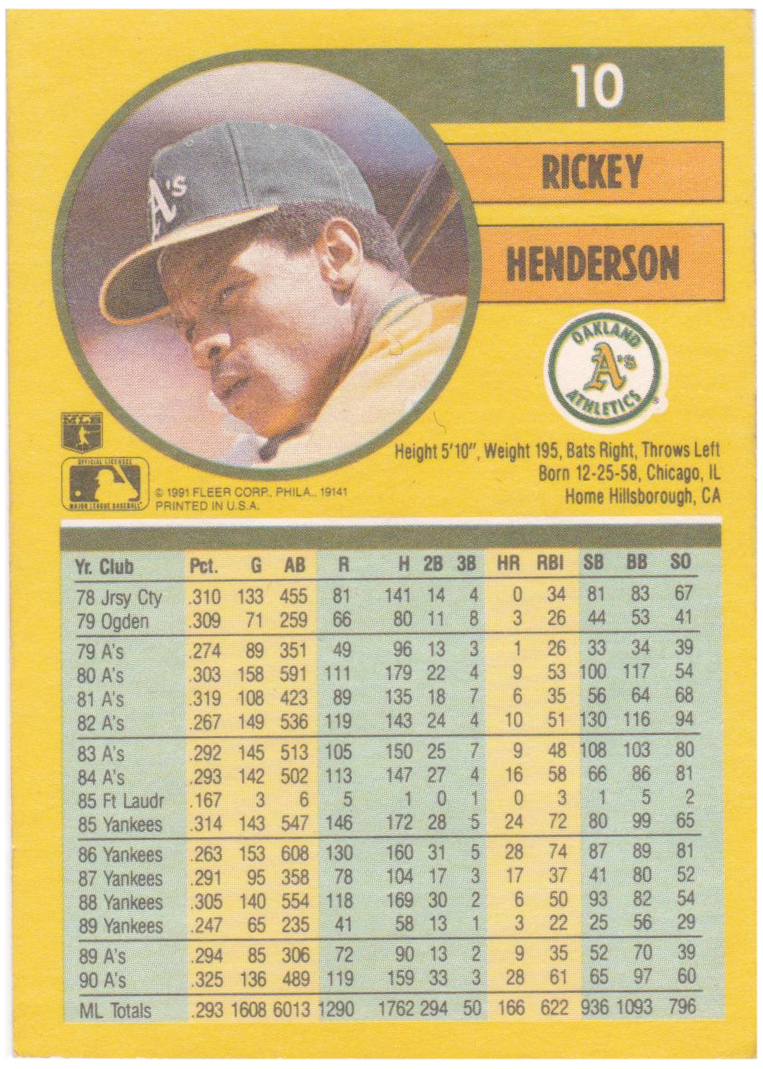 10
RICKEY
HENDERSON
A's
OAKLAND
A's
ATHLETICS
MLB
OFFICIAL LICENSEE
MAJOR LEAGUE BASEBALL
© 1991 FLEER CORP., PHILA., 19141
PRINTED IN U.S.A.
Height 5'10", Weight 195, Bats Right, Throws Left
Born 12-25-58, Chicago, IL
Home Hillsborough, CA
Yr. Club Pct. G AB R H 2B 3B HR RBI SB BB SO
78 Jrsy Cty .310 133 455 81 141 14 4 0 34 81 83 67
79 Ogden .309 71 259 66 80 11 8 3 26 44 53 41
79 A's .274 89 351 49 96 13 3 1 26 33 34 39
80 A's .303 158 591 111 179 22 4 9 53 100 117 54
81 A's .319 108 423 89 135 18 7 6 35 56 64 68
82 A's .267 149 536 119 143 24 4 10 51 130 116 94
83 A's .292 145 513 105 150 25 7 9 48 108 103 80
84 A's .293 142 502 113 147 27 4 16 58 66 86 81
85 Ft Laudr .167 3 6 5 1 0 1 0 3 1 5 2
85 Yankees .314 143 547 146 172 28 5 24 72 80 99 65
86 Yankees .263 153 608 130 160 31 5 28 74 87 89 81
87 Yankees .291 95 358 78 104 17 3 17 37 41 80 52
88 Yankees .305 140 554 118 169 30 2 6 50 93 82 54
89 Yankees .247 65 235 41 58 13 1 3 22 25 56 29
89 A's .294 85 306 72 90 13 2 9 35 52 70 39
90 A's .325 136 489 119 159 33 3 28 61 65 97 60
ML Totals .293 1608 6013 1290 1762 294 50 166 622 936 1093 796